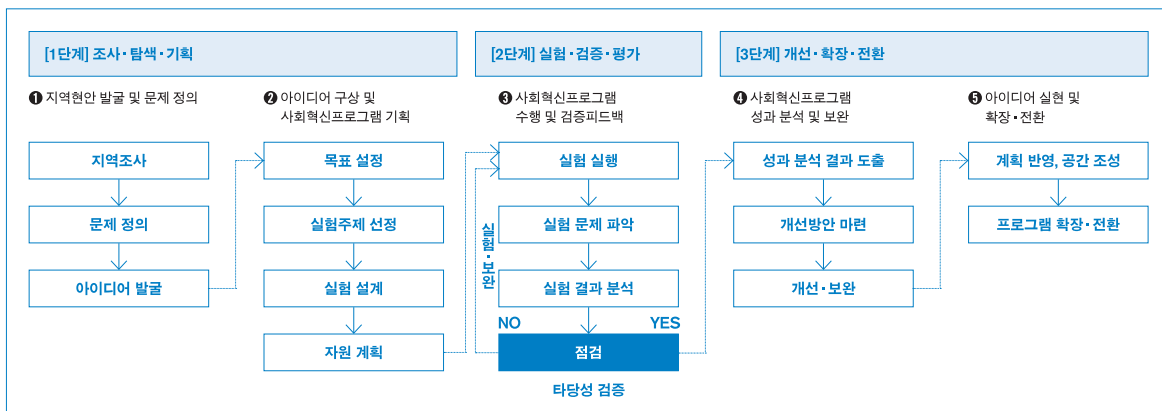 [1단계] 조사·탐색·기획
[2단계] 실험·검증·평가
[3단계] 개선·확장·전환
❶ 지역현안 발굴 및 문제 정의
❷ 아이디어 구상 및
사회혁신프로그램 기획
❸ 사회혁신프로그램
수행 및 검증피드백
❹ 사회혁신프로그램
성과 분석 및 보완
❺ 아이디어 실현 및
확장·전환
지역조사
문제 정의
아이디어 발굴
목표 설정
실험주제 선정
실험 설계
자원 계획
실험·보완
실험 실행
실험 문제 파악
실험 결과 분석
NO
YES
점검
타당성 검증
성과 분석 결과 도출
개선방안 마련
개선·보완
계획 반영, 공간 조성
프로그램 확장·전환